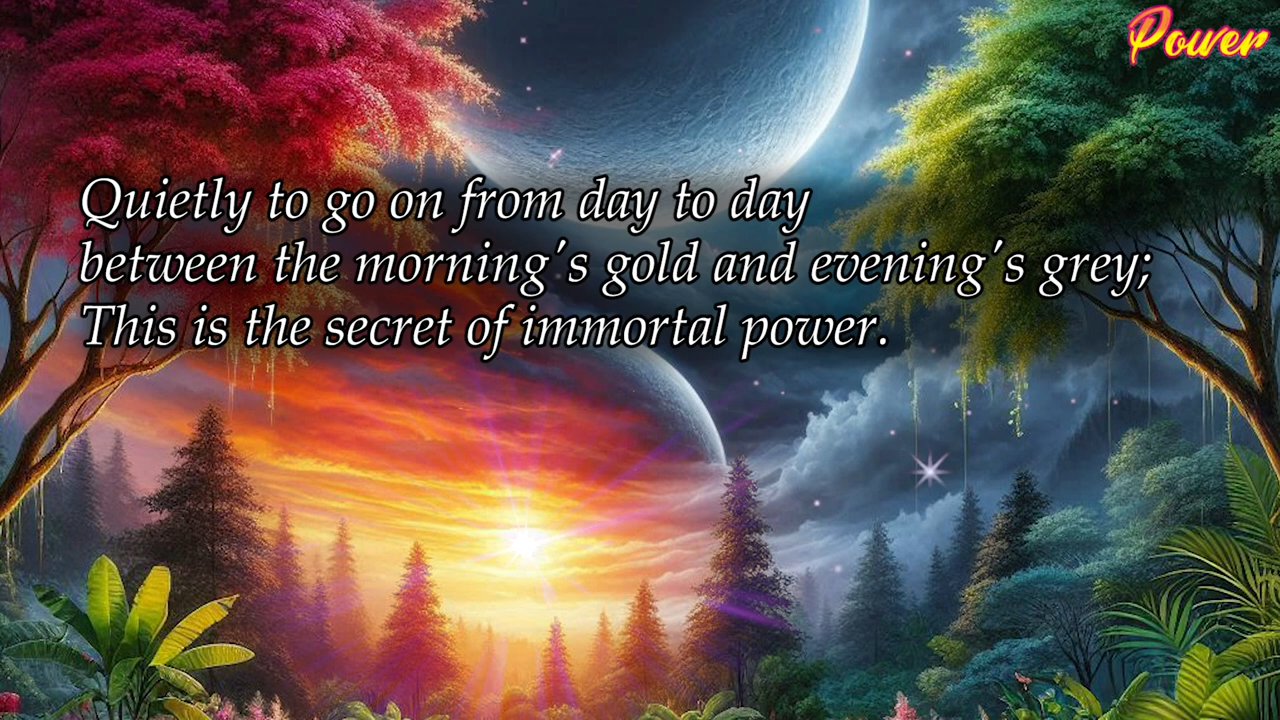 Power
Quietly to go on from day to day
between the morning's gold and evening's grey;
This is the secret of immortal power.